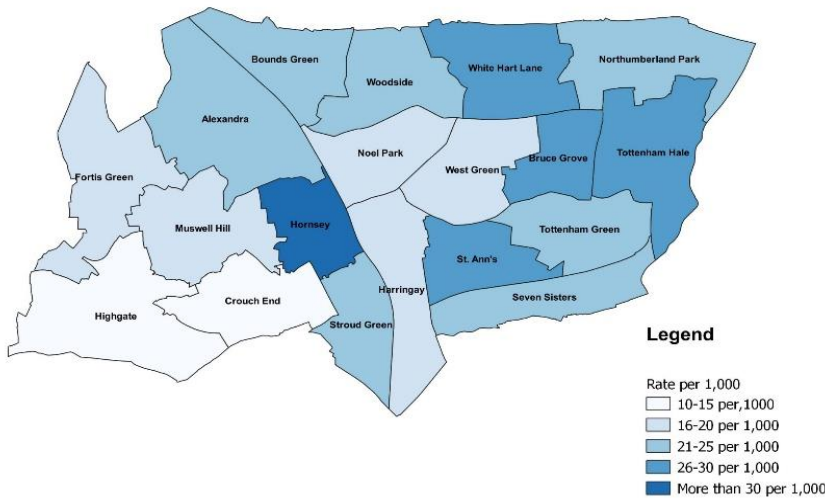 Bounds Green
Woodside
White Hart Lane
Northumberland Park
Alexandra
Noel Park
West Green
Bruce Grove
Tottenham Hale
Fortis Green
Muswell Hill
Hornsey
Tottenham Green
St. Ann's
Harringay
Seven Sisters
Crouch End
Highgate
Stroud Green
Legend
Rate per 1,000
10-15 per,1000
16-20 per 1,000
21-25 per 1,000
26-30 per 1,000
More than 30 per 1,000